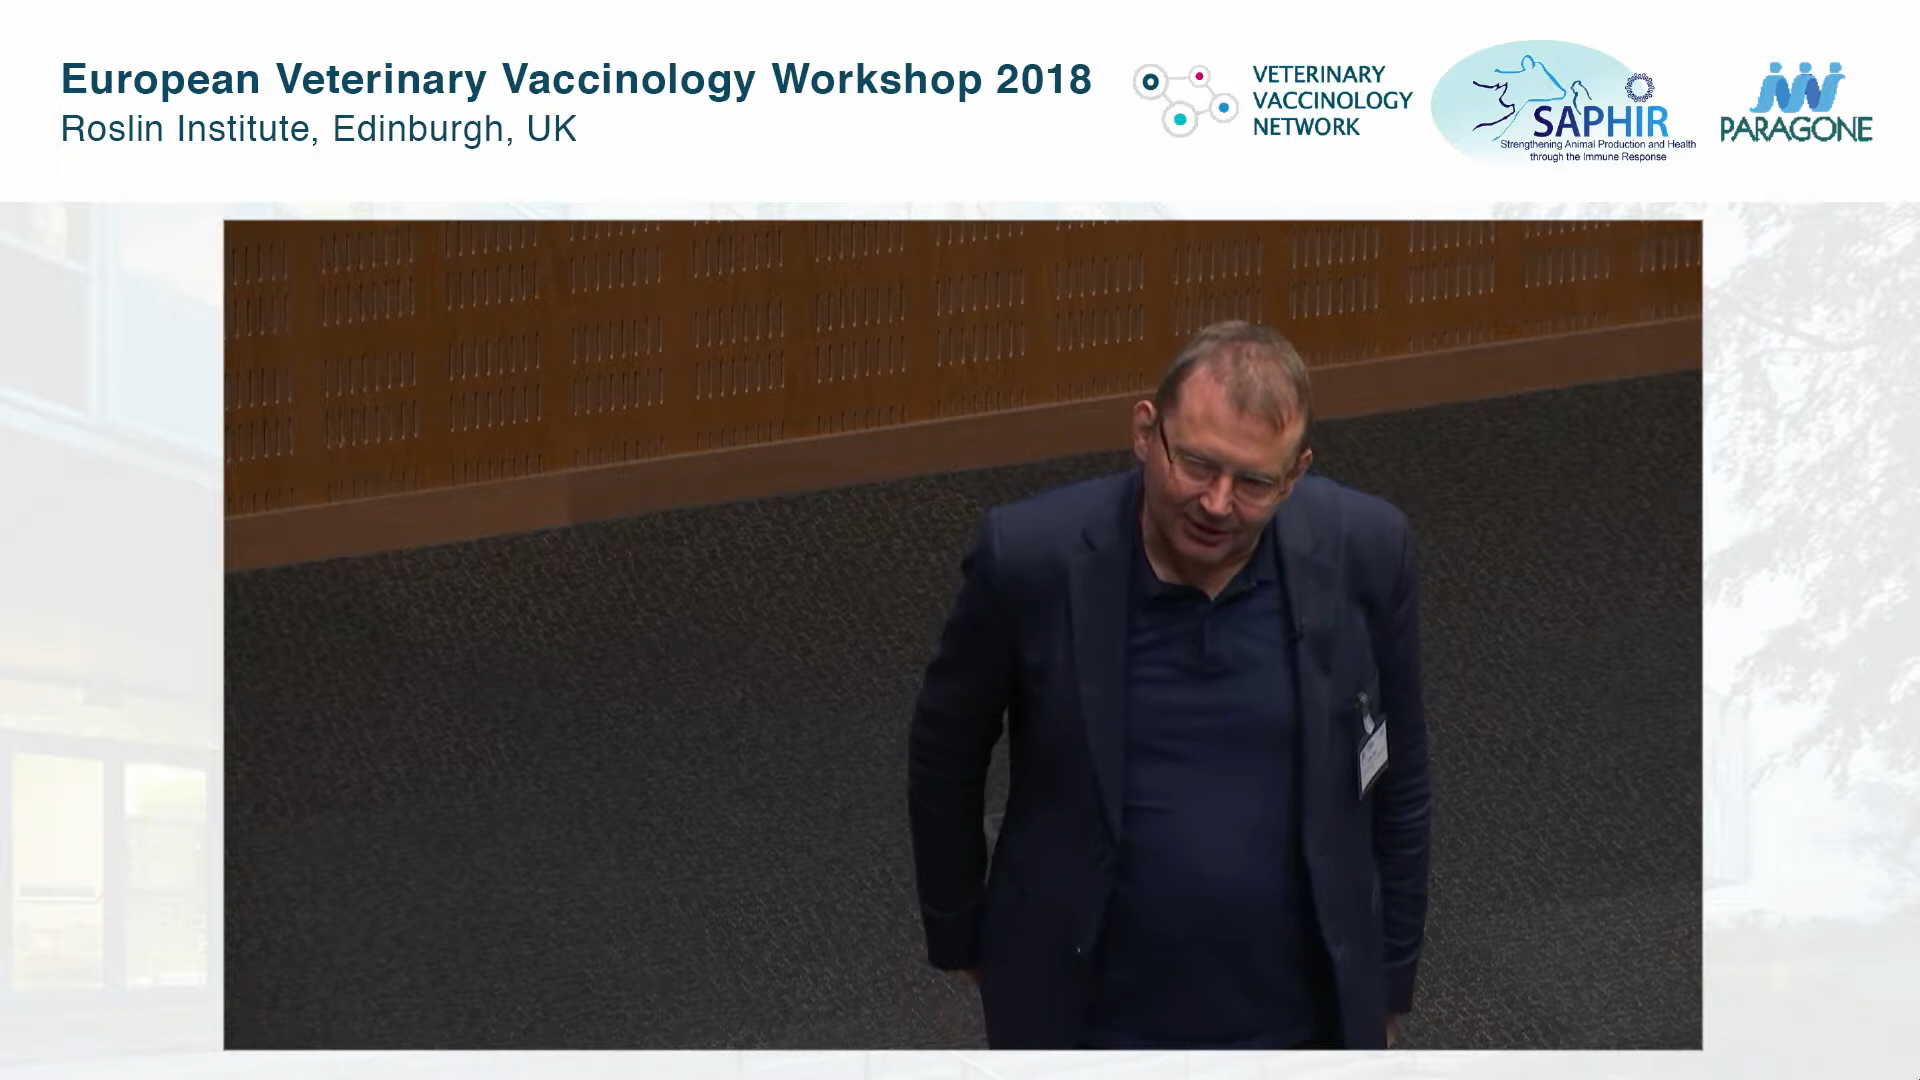 European Veterinary Vaccinology Workshop 2018
Roslin Institute, Edinburgh, UK
VETERINARY
VACCINOLOGY
NETWORK
SAPHIR
Strengthening Animal Production and Health
through the Immune Response
PARAGONE